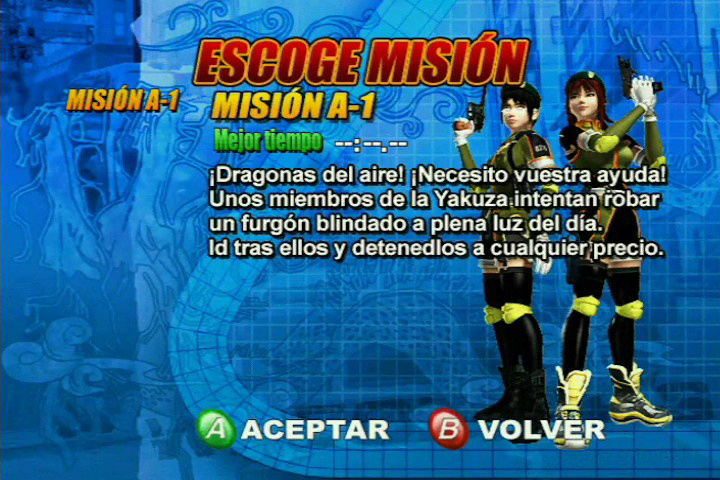 ESCOGE MISIÓN
MISIÓN A-1
MISIÓN A-1
Mejor tiempo --:--.--
¡Dragonas del aire! ¡Necesito vuestra ayuda!
Unos miembros de la Yakuza intentan robar
un furgón blindado a plena luz del día.
Id tras ellos y detenedlos a cualquier precio.
A ACEPTAR
B VOLVER